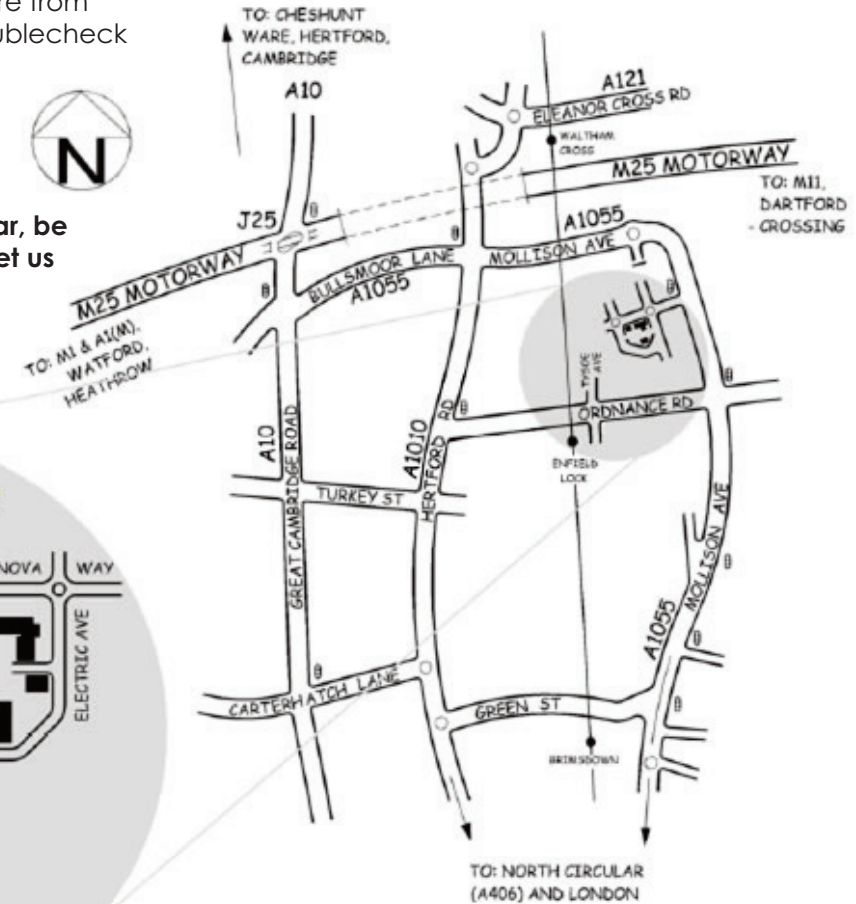 re from
ublecheck
ar, be
et us
N
TO: CHESHUNT
WARE, HERTFORD,
CAMBRIDGE
A10
A121
ELEANOR CROSS RD
WALTHAM
CROSS
M25 MOTORWAY
TO: M11,
DARTFORD
- CROSSING
J25
A1055
MOLLISON AVE
BULLSMOOR LANE
A1055
M25 MOTORWAY
TO: M1 & A1(M),
WATFORD,
HEATHROW
TYSOE
AVE
ORDNANCE RD
A10
A1010
HERTFORD RD
ENFIELD
LOCK
TURKEY ST
GREAT CAMBRIDGE ROAD
MOLLISON AVE
A1055
NOVA WAY
ELECTRIC AVE
CARTERHATCH LANE
GREEN ST
BRIMSDOWN
TO: NORTH CIRCULAR
(A406) AND LONDON